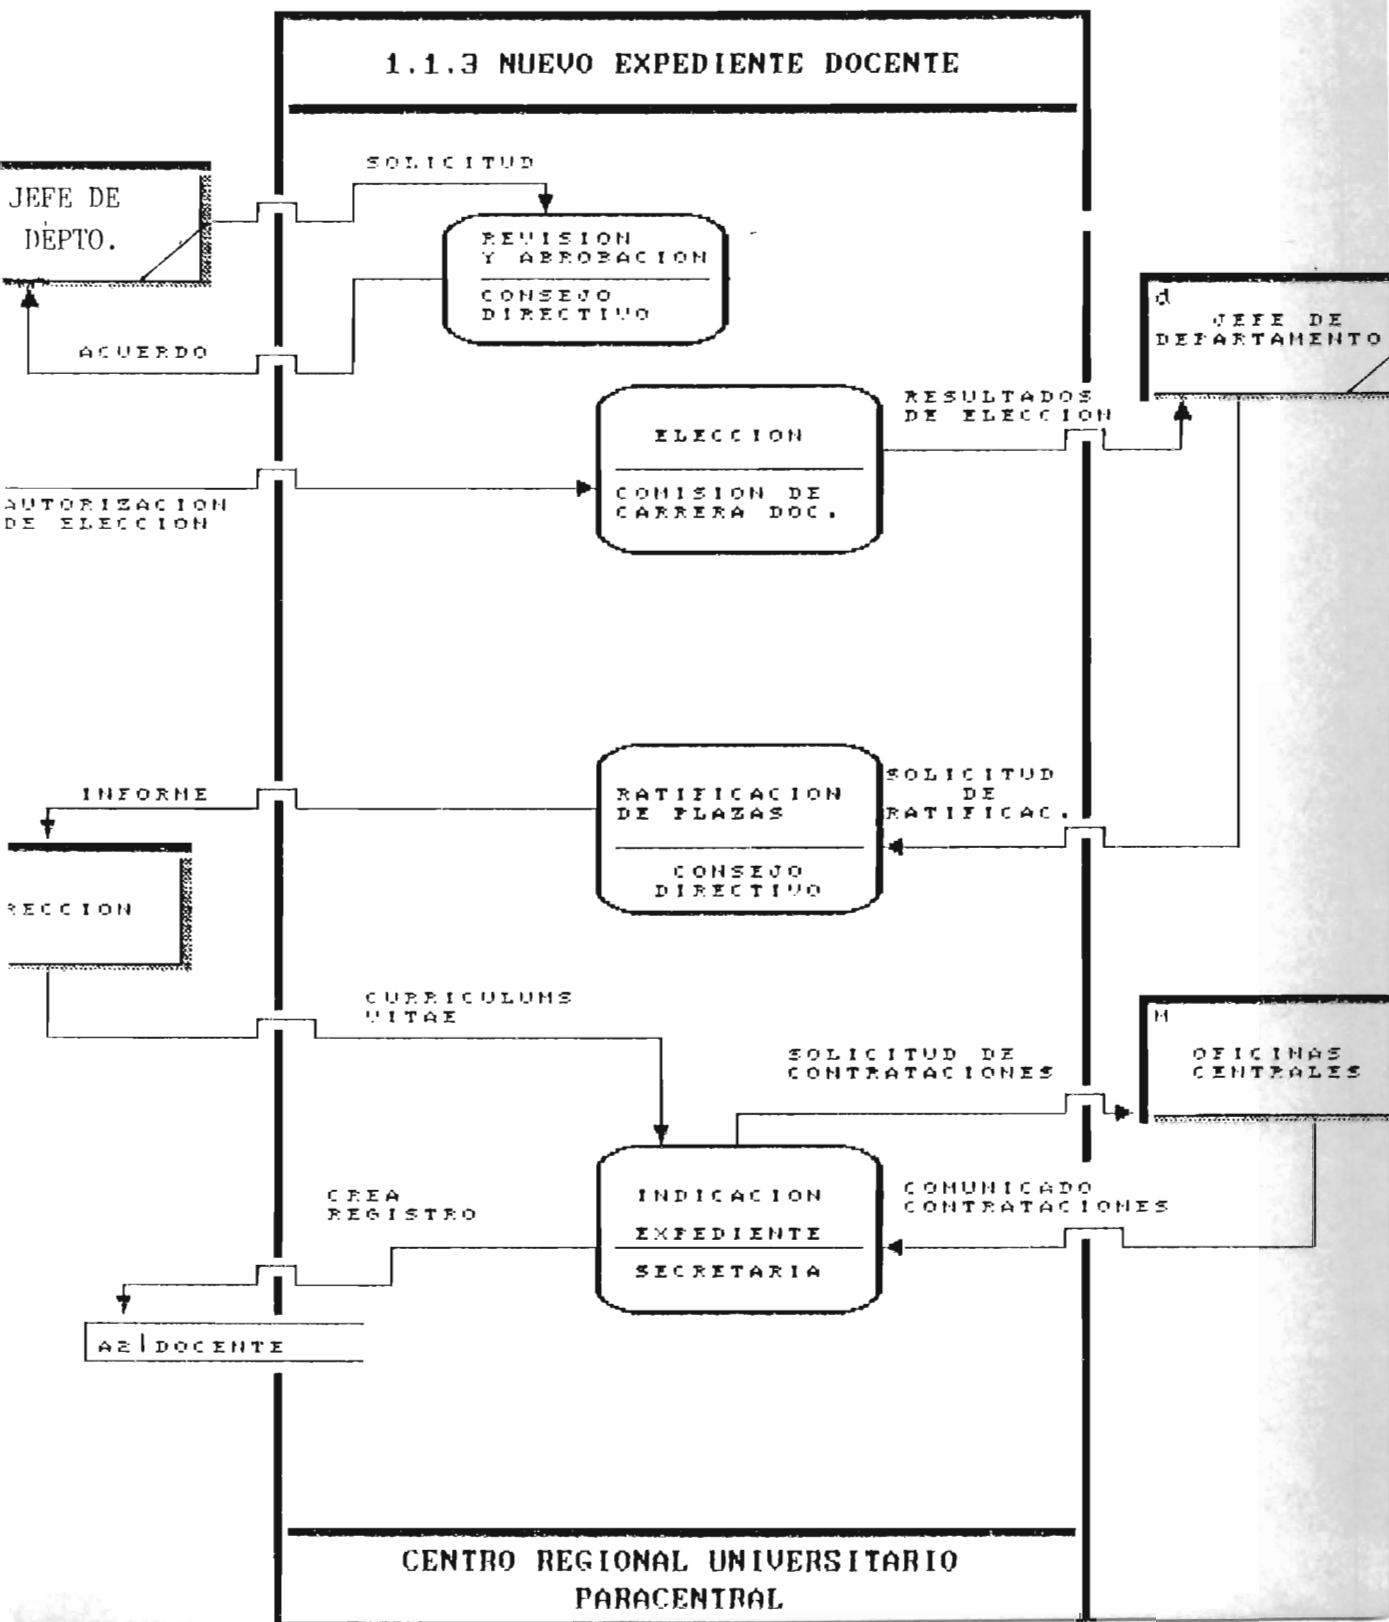 1.1.3 NUEVO EXPEDIENTE DOCENTE
SOLICITUD
JEFE DE
DEPTO.
REVISION
Y ABROBACION
CONSEJO
DIRECTIVO
ACUERDO
d
JEFE DE
DEPARTAMENTO
RESULTADOS
DE ELECCION
ELECCION
COMISION DE
CARRERA DOC.
AUTORIZACION
DE ELECCION
INFORME
RATIFICACION
DE PLAZAS
CONSEJO
DIRECTIVO
SOLICITUD
DE
RATIFICAC.
RECCION
CURRICULUMS
VITAE
M
OFICINAS
CENTRALES
SOLICITUD DE
CONTRATACIONES
CREA
REGISTRO
INDICACION
EXPEDIENTE
SECRETARIA
COMUNICADO
CONTRATACIONES
A2 DOCENTE
CENTRO REGIONAL UNIVERSITARIO
PARACENTRAL